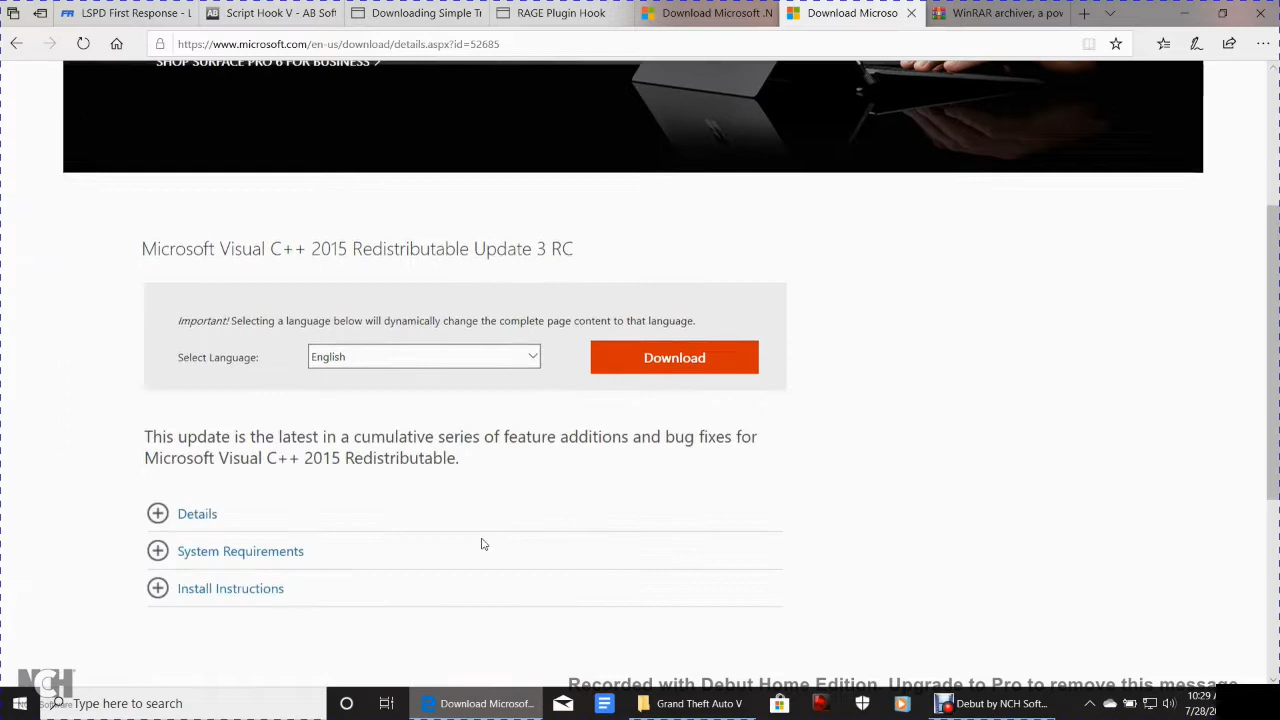 LSPD First Response - L
Script Hook V - AB Soft
Downloading Simple Tr
RAGE Plugin Hook
Download Microsoft .N
Download Microso
WinRAR archiver, a pow
https://www.microsoft.com/en-us/download/details.aspx?id=52685
SHOP SURFACE PRO 6 FOR BUSINESS >
Microsoft Visual C++ 2015 Redistributable Update 3 RC
Important! Selecting a language below will dynamically change the complete page content to that language.
Select Language:
English
Download
This update is the latest in a cumulative series of feature additions and bug fixes for
Microsoft Visual C++ 2015 Redistributable.
Details
System Requirements
Install Instructions
NCH
Recorded with Debut Home Edition. Upgrade to Pro to remove this message
Type here to search
Download Microsof...
Grand Theft Auto V
Debut by NCH Soft...
10:29
7/28/20